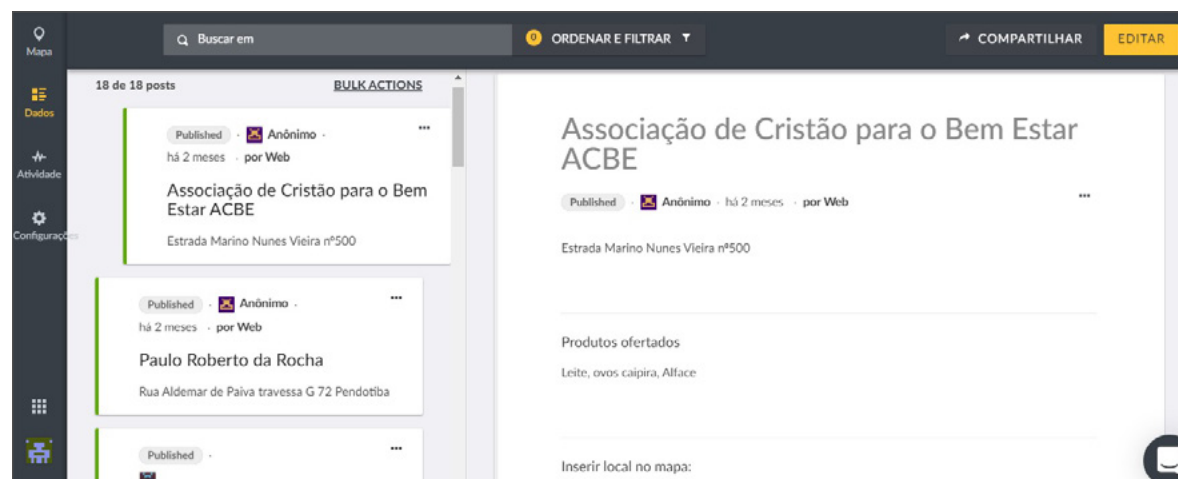 Mapa
Dados
Atividade
Configurações
Buscar em
0 ORDENAR E FILTRAR
COMPARTILHAR
EDITAR
18 de 18 posts
BULK ACTIONS
Published · Anônimo ·
há 2 meses · por Web
Associação de Cristão para o Bem
Estar ACBE
Estrada Marino Nunes Vieira nº500
Published · Anônimo ·
há 2 meses · por Web
Paulo Roberto da Rocha
Rua Aldemar de Paiva travessa G 72 Pendotiba
Published ·
Associação de Cristão para o Bem Estar
ACBE
Published · Anônimo · há 2 meses · por Web
Estrada Marino Nunes Vieira nº500
Produtos ofertados
Leite, ovos caipira, Alface
Inserir local no mapa: